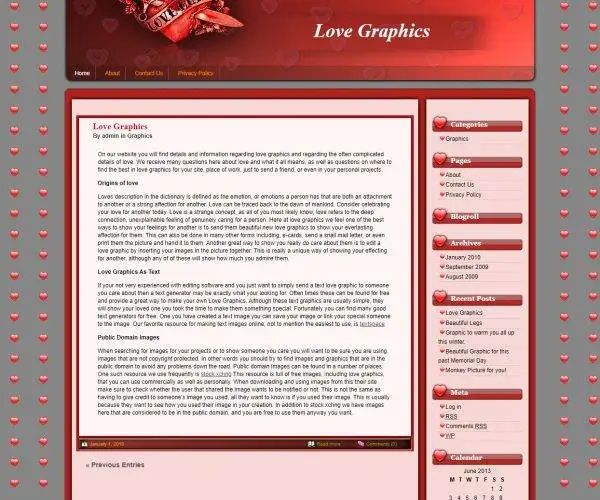 Love Graphics
Home About Contact Us Privacy Policy
Love Graphics
By admin in Graphics
On our website you will find details and information regarding love graphics and regarding the often complicated
details of love. We receive many questions here about love and what it all means, as well as questions on where to
find the best in love graphics for your site, place of work, just to send a friend, or even in your personal projects.
Origins of love
Loves description in the dictionary is defined as the emotion, or emotions a person has that are both an attachment
to another or a strong affection for another. Love can be traced back to the dawn of mankind. Consider celebrating
your love for another today. Love is a strange concept, as all of you most likely know, love refers to the deep
connection, unexplainable feeling of genuinely caring for a person. Here at love graphics we feel one of the best
ways to show your feelings for another is to send them beautiful new love graphics to show your everlasting
affection for them. This can also be done in many other forms including, e-cards, send a snail mail letter, or even
print them the picture and hand it to them. Another great way to show you really do care about them is to edit a
love graphic by inserting your images in the picture together. This is really a unique way of showing your effecting
for another, although any of of these will show how much you admire them.
Love Graphics As Text
If your not very experienced with editing software and you just want to simply send a text love graphic to someone
you care about then a text generator may be exactly what your looking for. Often times these can be found for free
and provide a great way to make your own Love Graphics. Although these text graphics are usually simple, they
will show your loved one you took the time to make them something special. Fortunately you can find many good
text generators for free. One you have created a text image you can save your image or link your special someone
to the image. Our favorite resource for making text images online, not to mention the easiest to use, is textspace
Public Domain Images
When searching for images for your projects or to show someone you care you will want to be sure you are using
images that are not copyright protected. In other words you should try to find images and graphics that are in the
public domain to avoid any problems down the road. Public domain images can be found in a number of places.
One such resource we use frequently is stock.xchng This resource is full of free images, including love graphics,
that you can use commercially as well as personally. When downloading and using images from this their site
make sure to check whether the user that shared the image wants to be notified or not. This is not the same as
having to give credit to someone's image you used, all they want to know is if you used their image. This is usually
because they want to see how you used their image in your creation. In addition to stock.xchng we have images
here that are considered to be in the public domain, and you are free to use them anyway you want.
January 1, 2010 Read more Comments (0)
« Previous Entries
Categories
Graphics
Pages
About
Contact Us
Privacy Policy
Blogroll
Archives
January 2010
September 2009
August 2009
Recent Posts
Love Graphics
Beautiful Legs
Graphic to warm you all up
this winter.
Beautiful Graphic for this
past Memorial Day
Monkey Picture for you!
Meta
Log in
RSS
Comments RSS
WP
Calendar
June 2013
M T W T F S S
1 2
3 4 5 6 7 8 9